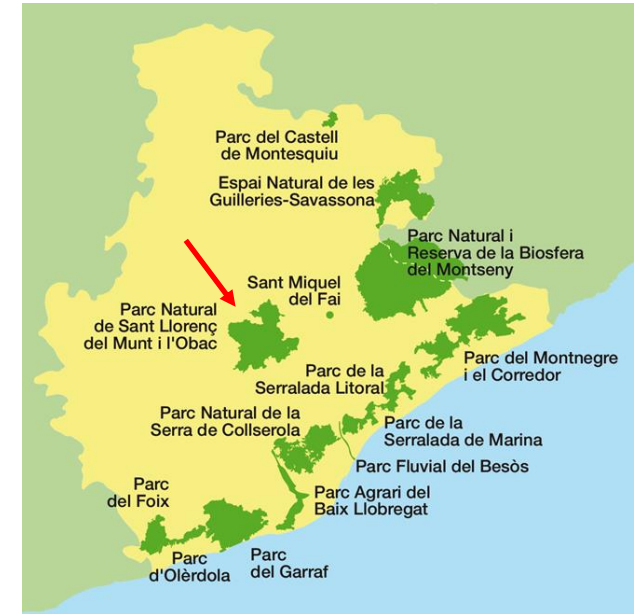 Parc del Castell
de Montesquiu
Espai Natural de les
Guilleries-Savassona
Parc Natural i
Reserva de la Biosfera
del Montseny
Sant Miquel
del Fai
Parc Natural
de Sant Llorenç
del Munt i l'Obac
Parc del Montnegre
i el Corredor
Parc de la
Serralada Litoral
Parc Natural de la
Serra de Collserola
Parc de la
Serralada de Marina
Parc Fluvial del Besòs
Parc
del Foix
Parc Agrari del
Baix Llobregat
Parc
d'Olèrdola
Parc
del Garraf